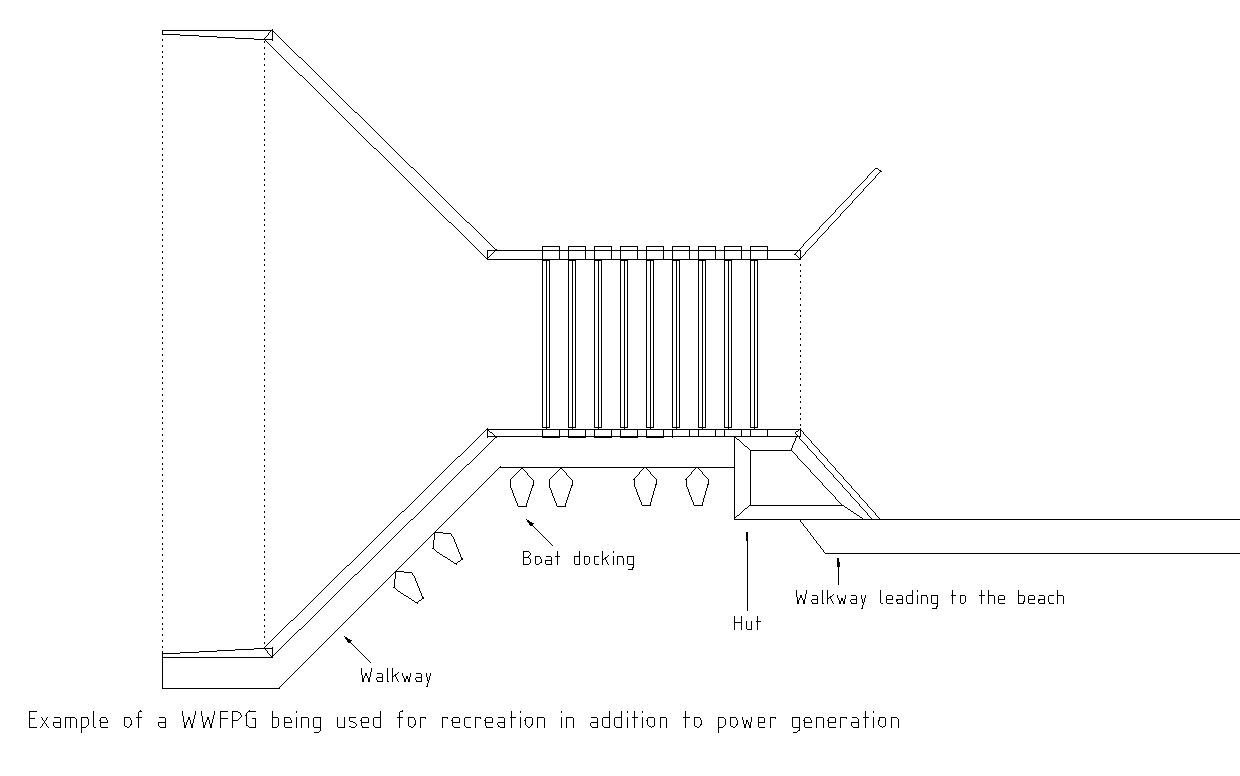 Boat docking
Walkway leading to the beach
Hut
Walkway
Example of a WWFPG being used for recreation in addition to power generation